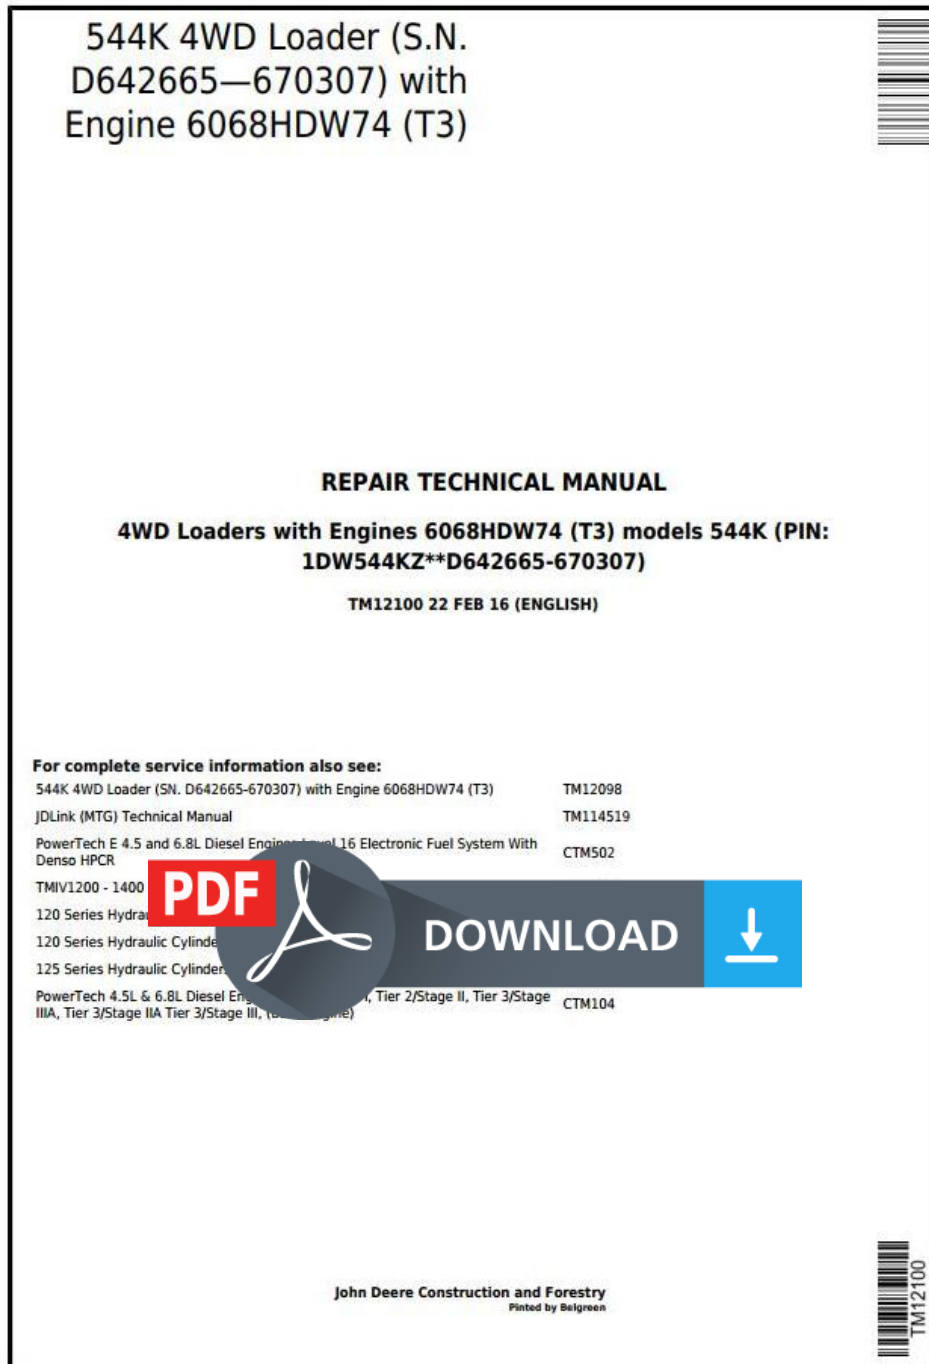 544K 4WD Loader (S.N.
D642665—670307) with
Engine 6068HDW74 (T3)
REPAIR TECHNICAL MANUAL
4WD Loaders with Engines 6068HDW74 (T3) models 544K (PIN:
1DW544KZ**D642665-670307)
TM12100 22 FEB 16 (ENGLISH)
For complete service information also see:
544K 4WD Loader (SN. D642665-670307) with Engine 6068HDW74 (T3) TM12098
JDLink (MTG) Technical Manual TM114519
PowerTech E 4.5 and 6.8L Diesel Engines Level 16 Electronic Fuel System With
Denso HPCR CTM502
TMIV1200 - 1400
120 Series
120 Series Hydraulic
125 Series Hydraulic
PowerTech 4.5L & 6.8L Diesel Tier 2/Stage II, Tier 3/Stage
IIIA, Tier 3/Stage IIA Tier 3/Stage III, CTM104
PDF
DOWNLOAD
John Deere Construction and Forestry
Pinted by Belgreen
TM12100